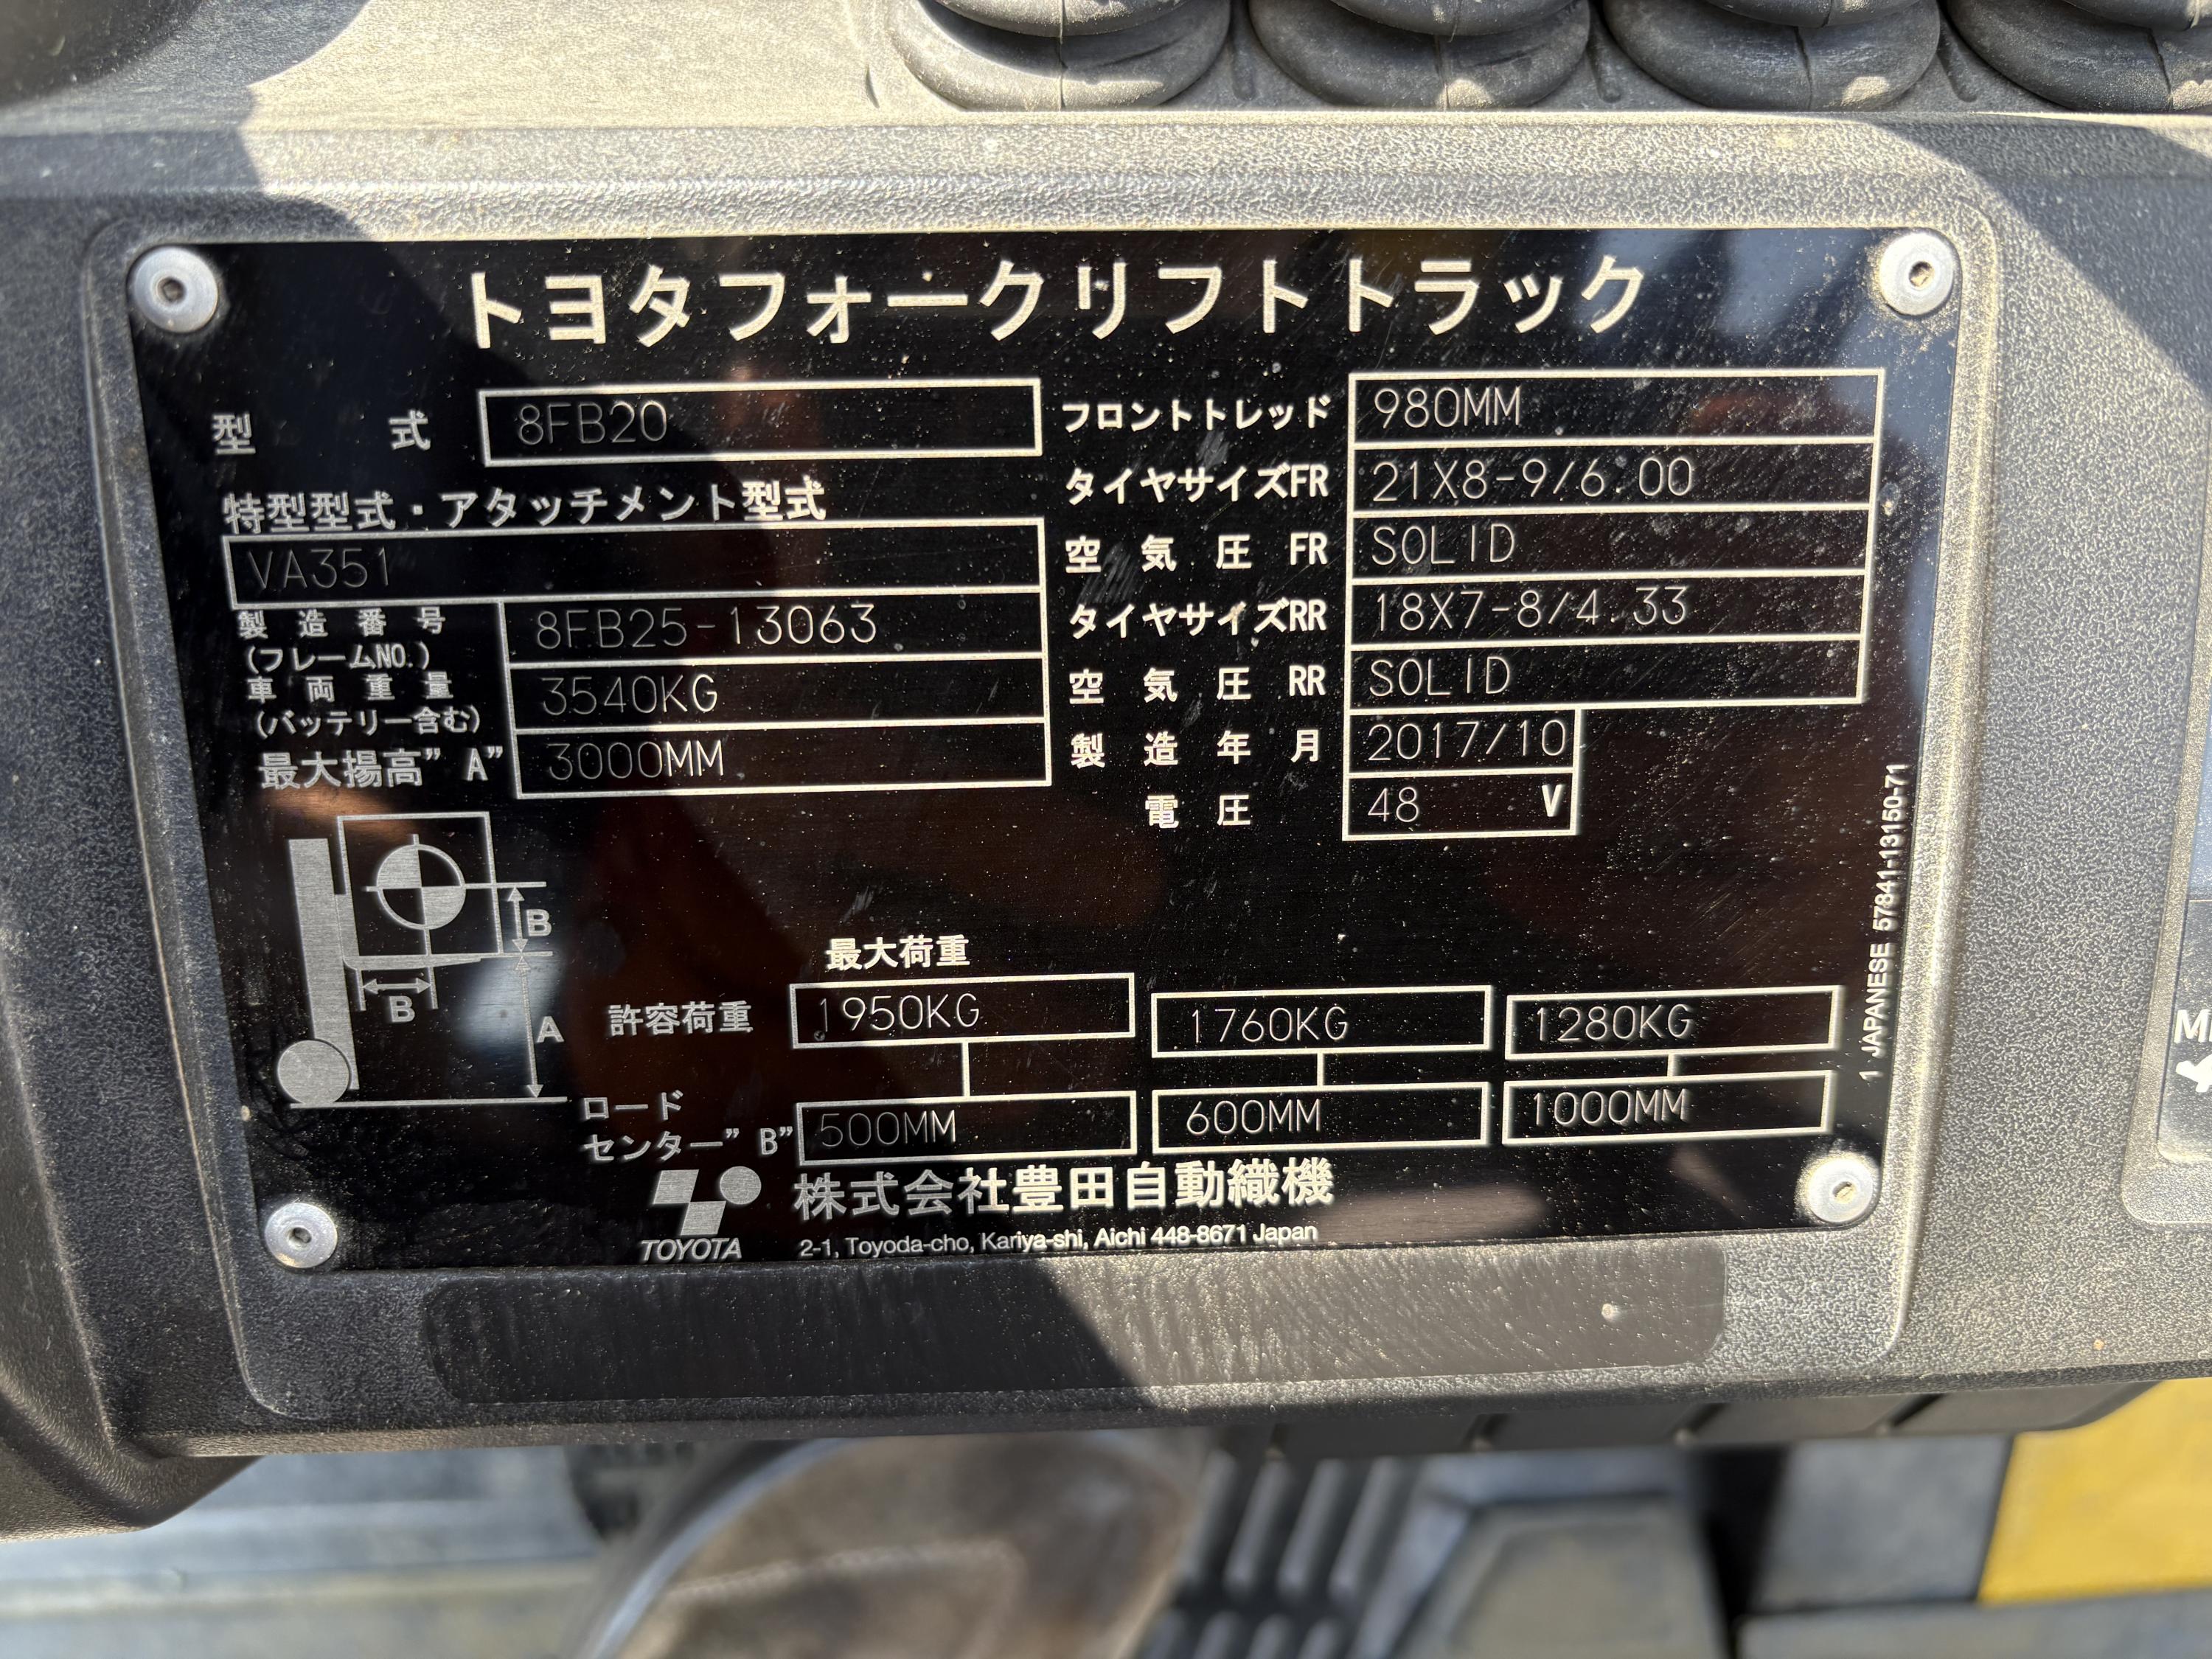 トヨタフォークリフトトラック
型式 8FB20
特型型式・アタッチメント型式
VA351
製造番号 8FB25-13063
(フレームNO.)
車両重量 3540KG
(バッテリー含む)
最大揚高"A" 3000MM
フロントトレッド 980MM
タイヤサイズFR 21X8-9/6.00
空気圧 FR SOLID
タイヤサイズRR 18X7-8/4.33
空気圧 RR SOLID
製造年月 2017/10
電圧 48 V
B
B
A
最大荷重
許容荷重 1950KG 1760KG 1280KG
ロード
センター"B" 500MM 600MM 1000MM
TOYOTA
株式会社豊田自動織機
2-1, Toyoda-cho, Kariya-shi, Aichi 448-8671 Japan
1 JAPANESE 57841-13150-71